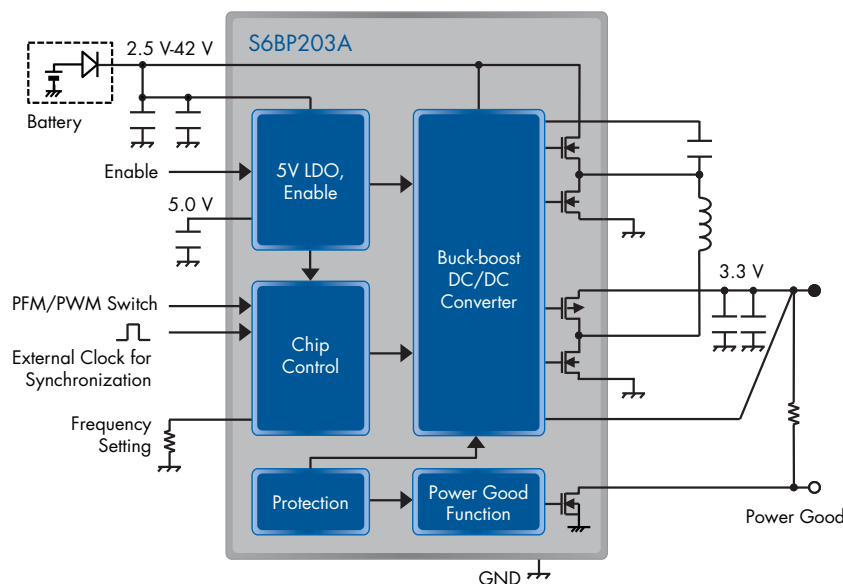 2.5 V-42 V
S6BP203A
Battery
Enable
5V LDO,
Enable
5.0 V
Buck-boost
DC/DC
Converter
3.3 V
PFM/PWM Switch
External Clock for
Synchronization
Chip
Control
Frequency
Setting
Protection
Power Good
Function
Power Good
GND